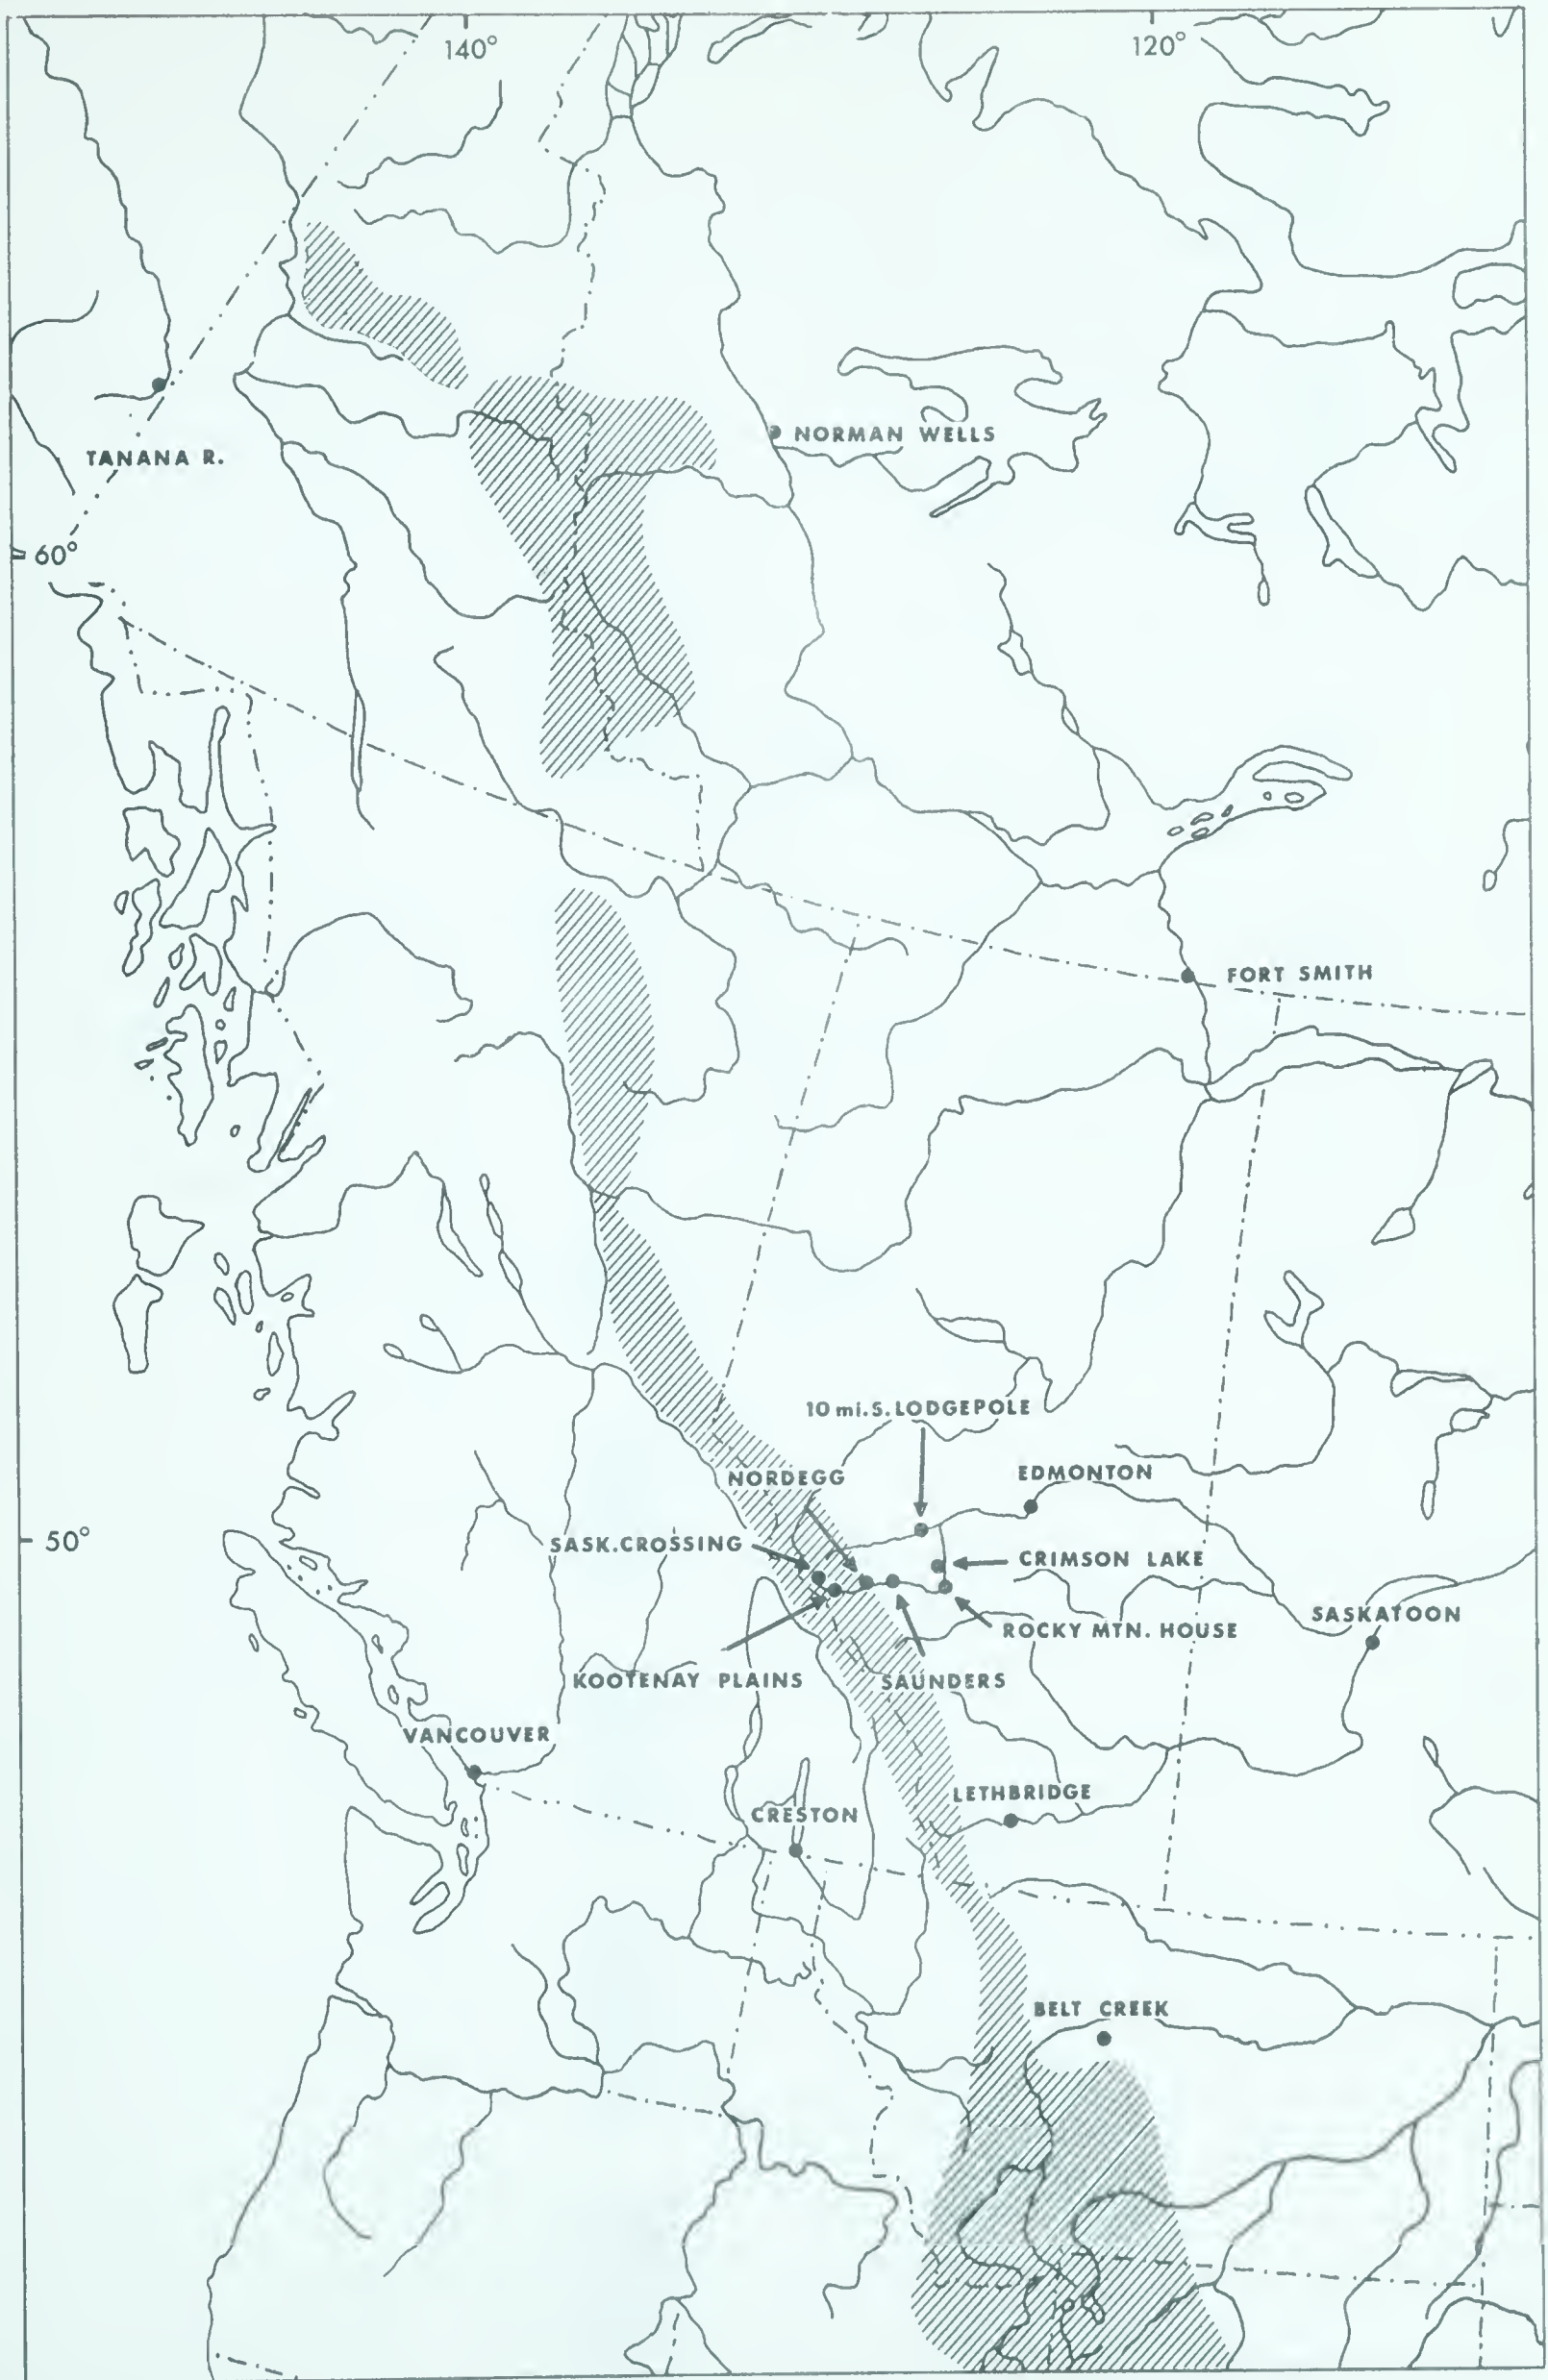 140°
120°
NORMAN WELLS
TANANA R.
60°
FORT SMITH
10 mi. S. LODGEPOLE
NORDEGG
EDMONTON
50°
SASK. CROSSING
CRIMSON LAKE
SASKATOON
ROCKY MTN. HOUSE
KOOTENAY PLAINS
SAUNDERS
VANCOUVER
LETHBRIDGE
CRESTON
BELT CREEK